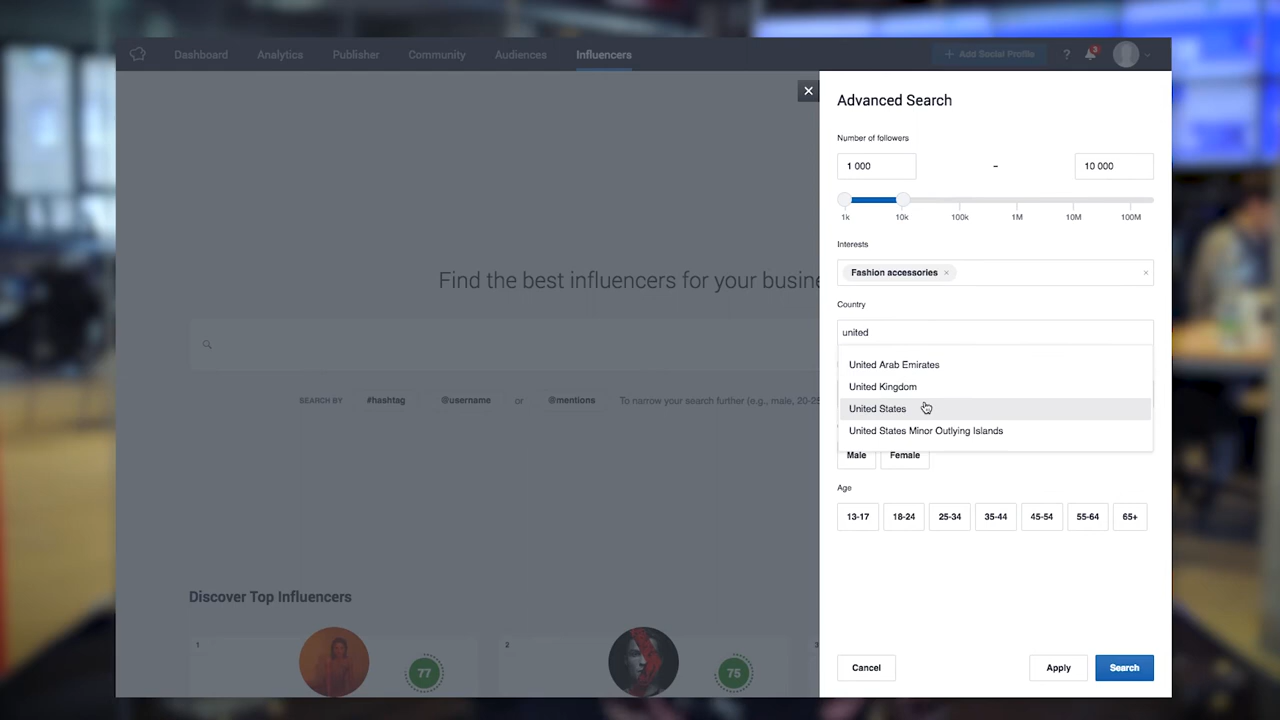 Dashboard Analytics Publisher Community Audiences Influencers + Add Social Profile ? 3
×
Advanced Search
Number of followers
1 000 - 10 000
1k 10k 100k 1M 10M 100M
Interests
Fashion accessories × ×
Find the best influencers for your busine
Country
united
United Arab Emirates
United Kingdom
SEARCH BY #hashtag @username or @mentions To narrow your search further (e.g., male, 20-25
United States
United States Minor Outlying Islands
Male Female
Age
13-17 18-24 25-34 35-44 45-54 55-64 65+
Discover Top Influencers
1 2 3
77 75
Cancel Apply Search